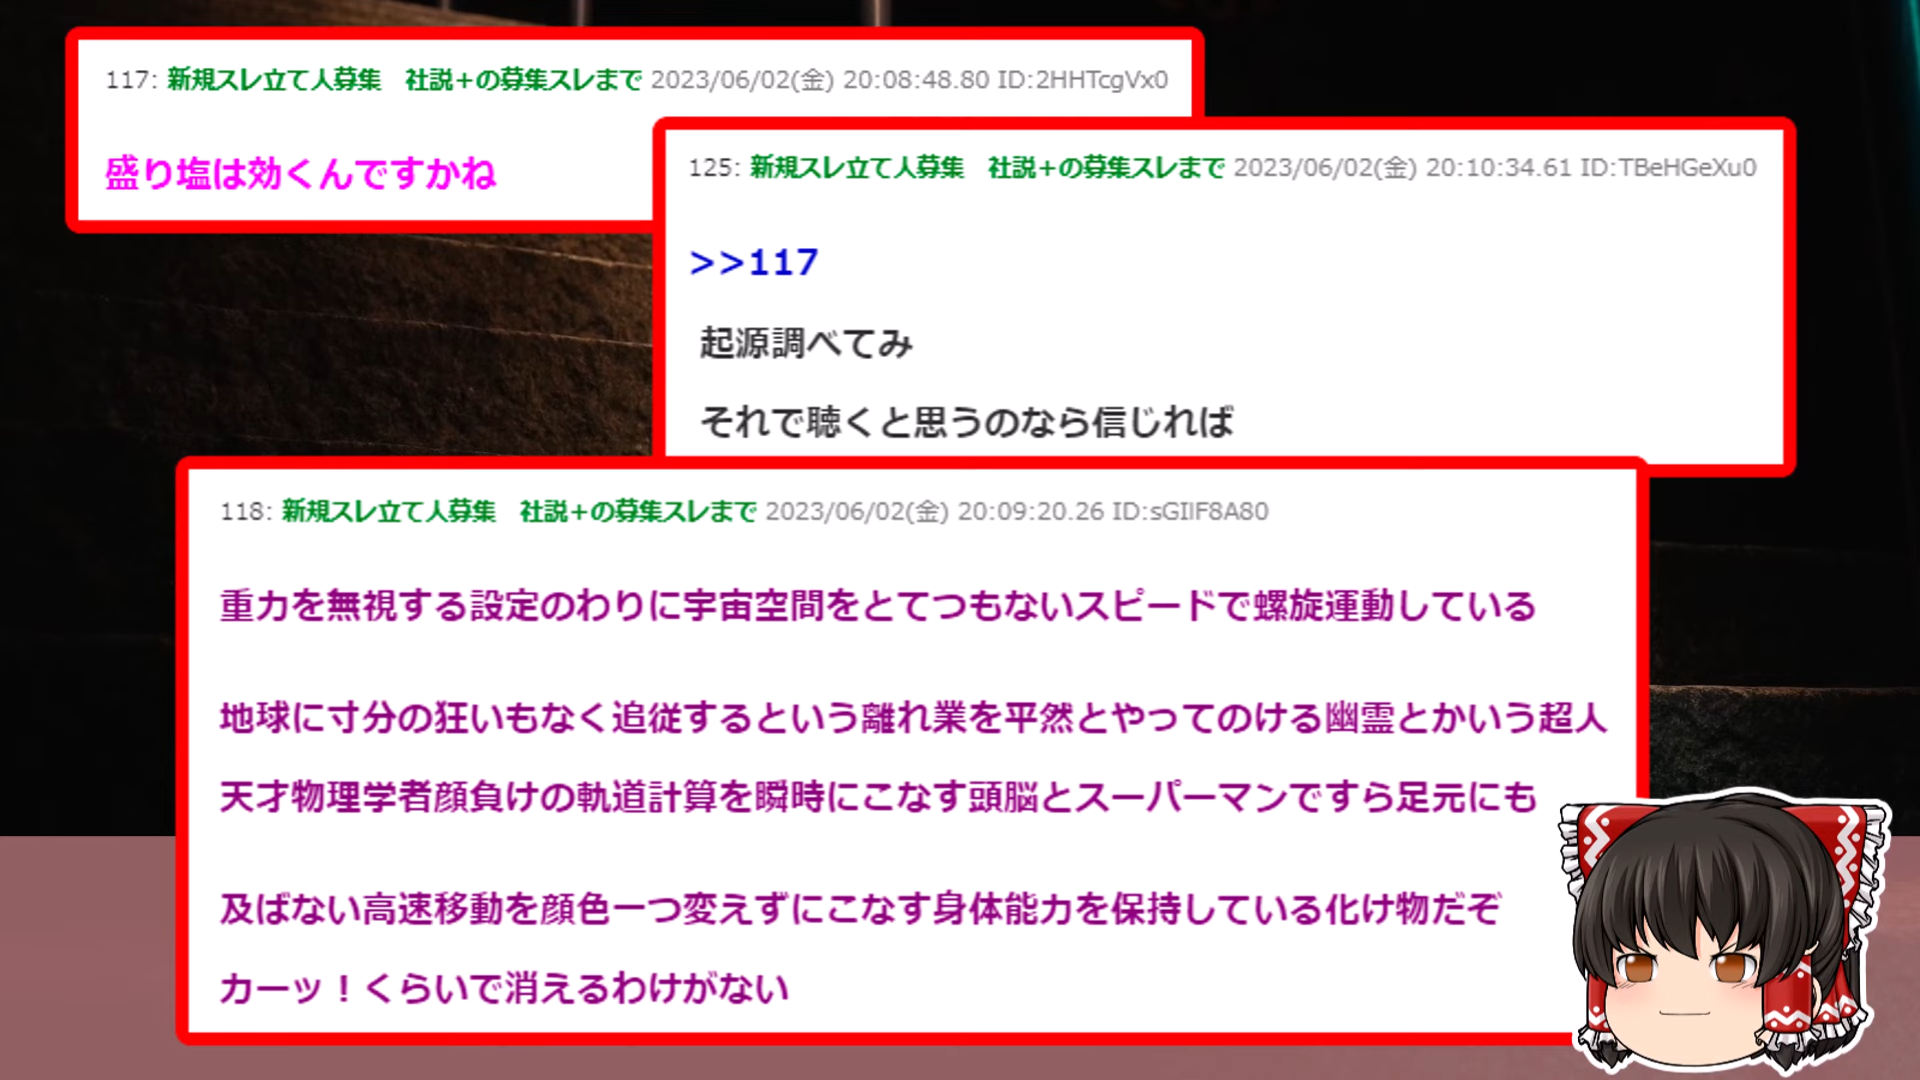 117: 新規スレ立て人募集　社説＋の募集スレまで 2023/06/02(金) 20:08:48.80 ID:2HHTcgVx0
盛り塩は効くんですかね
125: 新規スレ立て人募集　社説＋の募集スレまで 2023/06/02(金) 20:10:34.61 ID:TBeHGeXu0
>>117
起源調べてみ
それで聴くと思うのなら信じれば
118: 新規スレ立て人募集　社説＋の募集スレまで 2023/06/02(金) 20:09:20.26 ID:sGIlF8A80
重力を無視する設定のわりに宇宙空間をとてつもないスピードで螺旋運動している
地球に寸分の狂いもなく追従するという離れ業を平然とやってのける幽霊とかいう超人
天才物理学者顔負けの軌道計算を瞬時にこなす頭脳とスーパーマンですら足元にも
及ばない高速移動を顔色一つ変えずにこなす身体能力を保持している化け物だぞ
カーッ！くらいで消えるわけがない